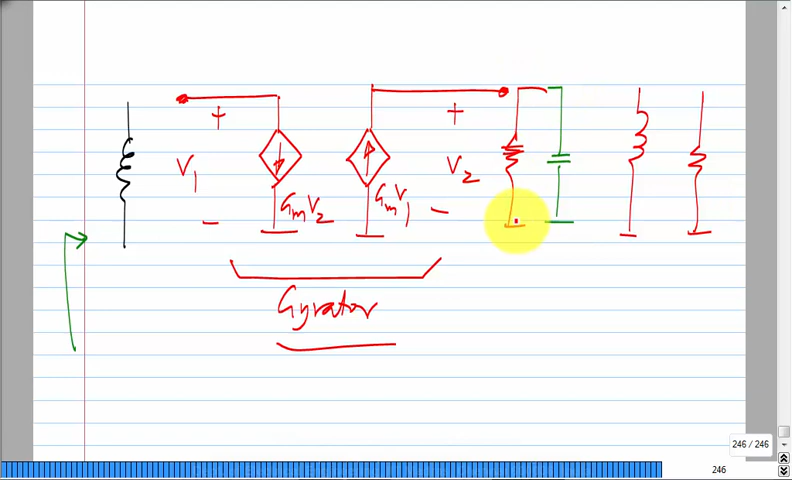 + +
V₁ V₂
GₘV₂ GₘV₁
− −
Gyrator
246 / 246
246